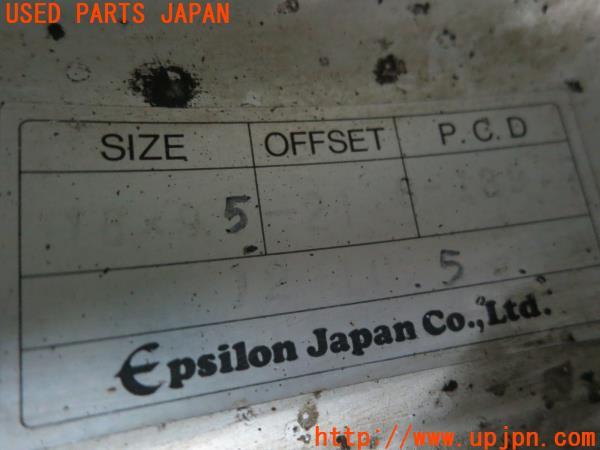 USED PARTS JAPAN
SIZE OFFSET P.C.D
5
.5
Epsilon Japan Co.,Ltd.
http://www.upjpn.com